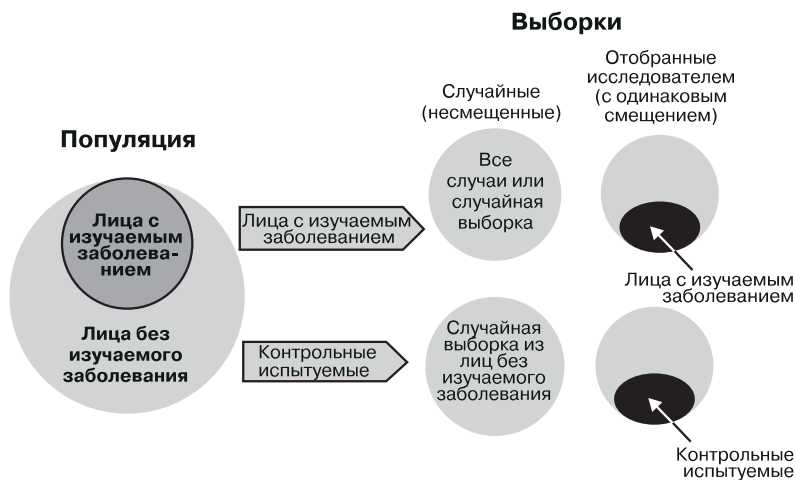 Выборки
Популяция
Случайные
(несмещенные)
Отобранные
исследователем
(с одинаковым
смещением)
Лица с
изучаемым
заболева-
нием
Лица без
изучаемого
заболевания
Лица с изучаемым
заболеванием
Все
случаи или
случайная
выборка
Лица с изучаемым
заболеванием
Контрольные
испытуемые
Случайная
выборка из
лиц без
изучаемого
заболевания
Контрольные
испытуемые